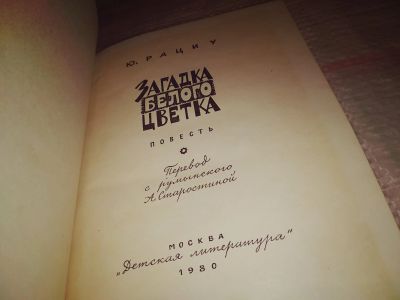 Ю. РАЦИУ
ЗАГАДКА
БЕЛОГО
ЦВЕТКА
ПОВЕСТЬ
Перевод
с румынского
А. Старостиной
МОСКВА
"Детская литература"
1980